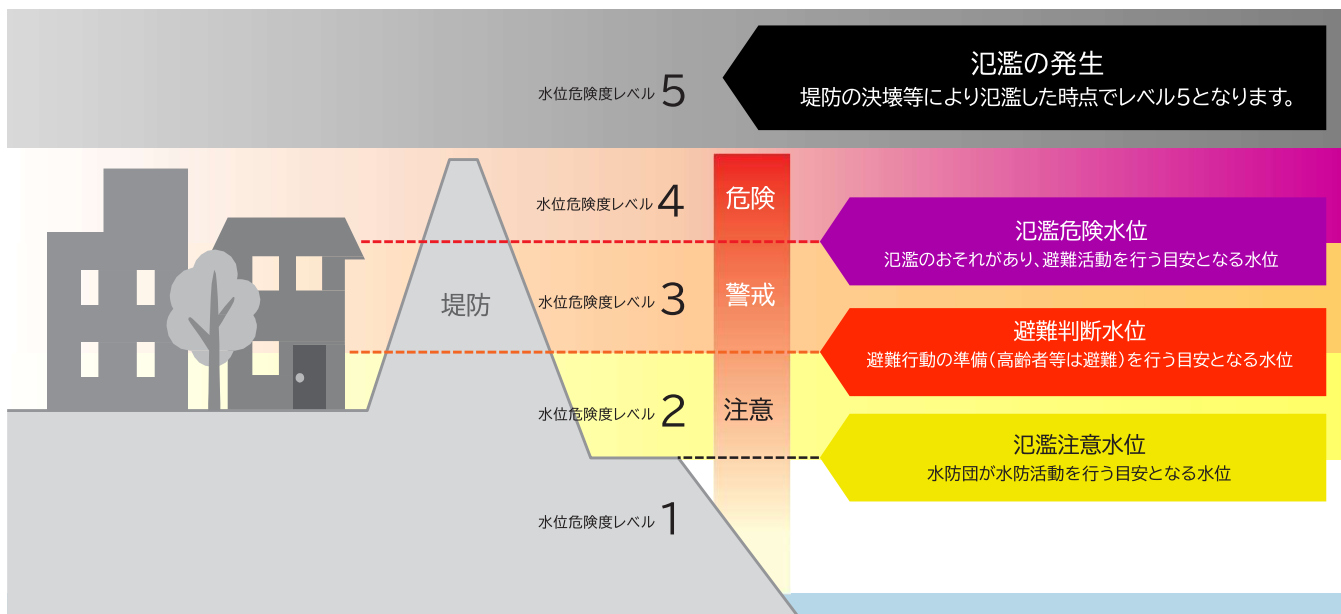 水位危険度レベル 5
氾濫の発生
堤防の決壊等により氾濫した時点でレベル5となります。
水位危険度レベル 4
危険
氾濫危険水位
氾濫のおそれがあり、避難活動を行う目安となる水位
堤防
水位危険度レベル 3
警戒
避難判断水位
避難行動の準備(高齢者等は避難)を行う目安となる水位
水位危険度レベル 2
注意
氾濫注意水位
水防団が水防活動を行う目安となる水位
水位危険度レベル 1